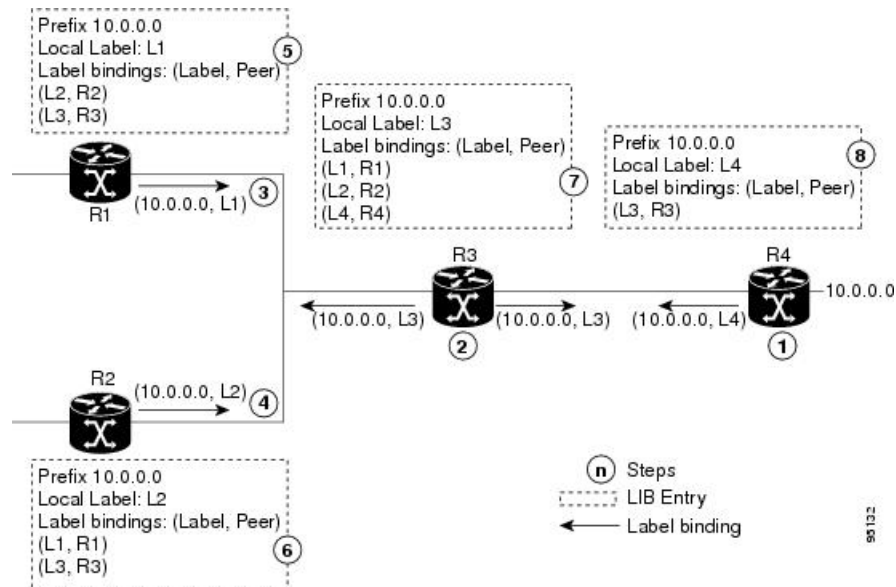 Prefix 10.0.0.0
Local Label: L1
Label bindings: (Label, Peer)
(L2, R2)
(L3, R3)
5
R1
(10.0.0.0, L1)
3
Prefix 10.0.0.0
Local Label: L3
Label bindings: (Label, Peer)
(L1, R1)
(L2, R2)
(L4, R4)
7
Prefix 10.0.0.0
Local Label: L4
Label bindings: (Label, Peer)
(L3, R3)
8
R3
R4
10.0.0.0
(10.0.0.0, L3)
(10.0.0.0, L3)
(10.0.0.0, L4)
2
1
R2
(10.0.0.0, L2)
4
Prefix 10.0.0.0
Local Label: L2
Label bindings: (Label, Peer)
(L1, R1)
(L3, R3)
6
n Steps
LIB Entry
Label binding